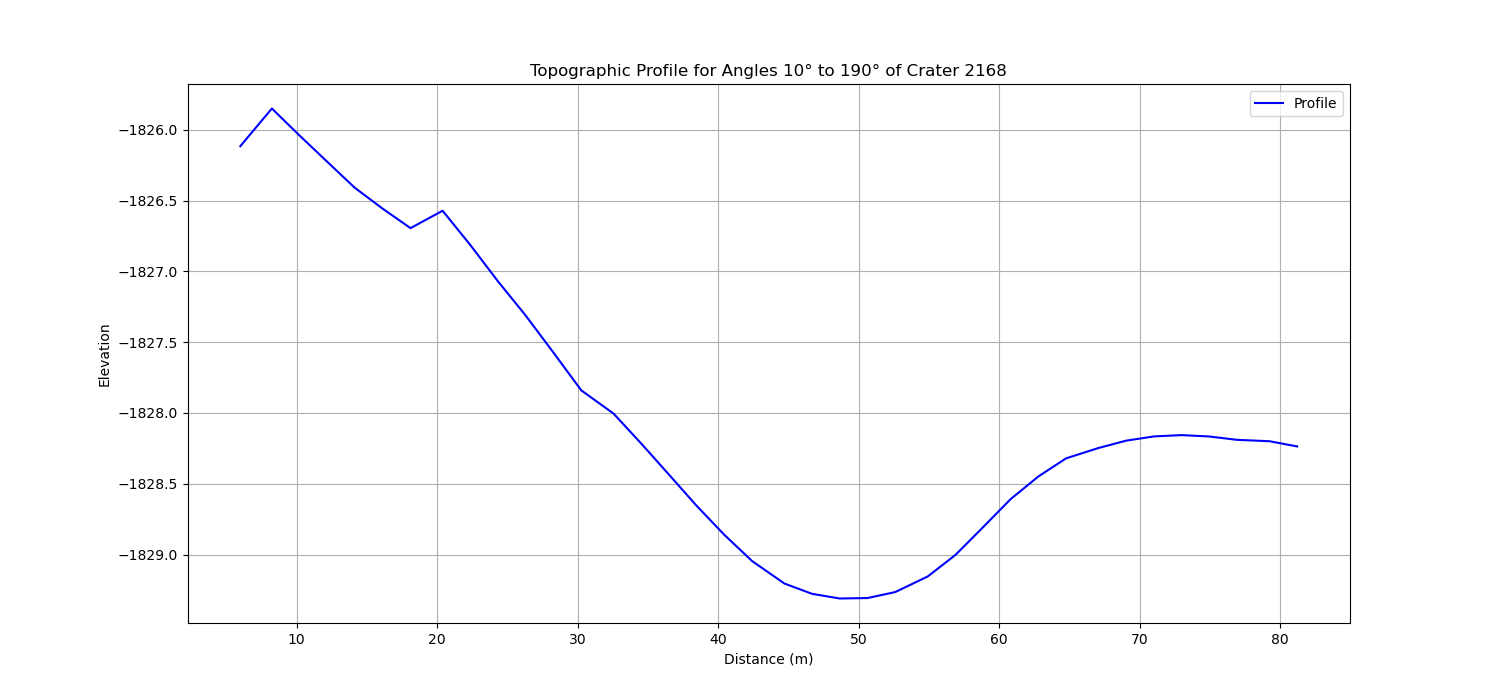 Topographic Profile for Angles 10° to 190° of Crater 2168
Profile
−1826.0
−1826.5
−1827.0
−1827.5
−1828.0
−1828.5
−1829.0
Elevation
10 20 30 40 50 60 70 80
Distance (m)